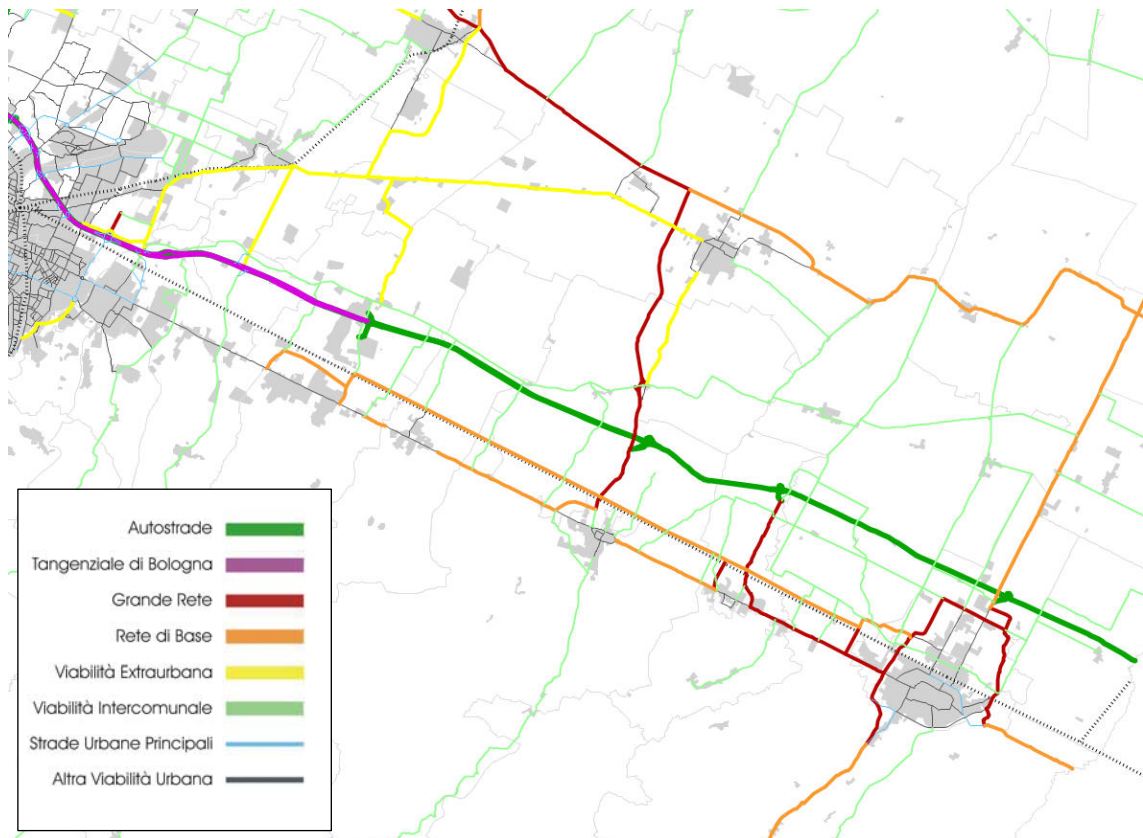 Autostrade
Tangenziale di Bologna
Grande Rete
Rete di Base
Viabilità Extraurbana
Viabilità Intercomunale
Strade Urbane Principali
Altra Viabilità Urbana